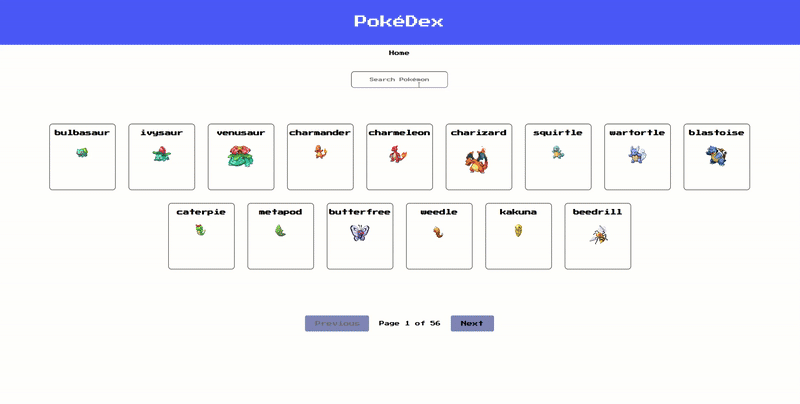 PokéDex
Home
Search Pokémon
bulbasaur ivysaur venusaur charmander charmeleon charizard squirtle wartortle blastoise
caterpie metapod butterfree weedle kakuna beedrill
Previous Page 1 of 56 Next